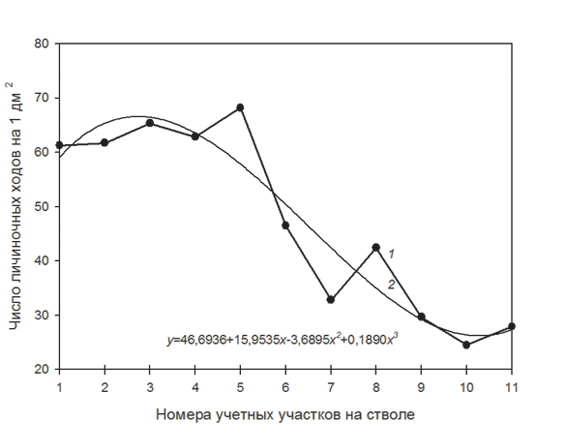 Число личиночных ходов на 1 дм 2
80
70
60
50
40
30
20
1
2
y=46,6936+15,9535x-3,6895x2+0,1890x3
1 2 3 4 5 6 7 8 9 10 11
Номера учетных участков на стволе